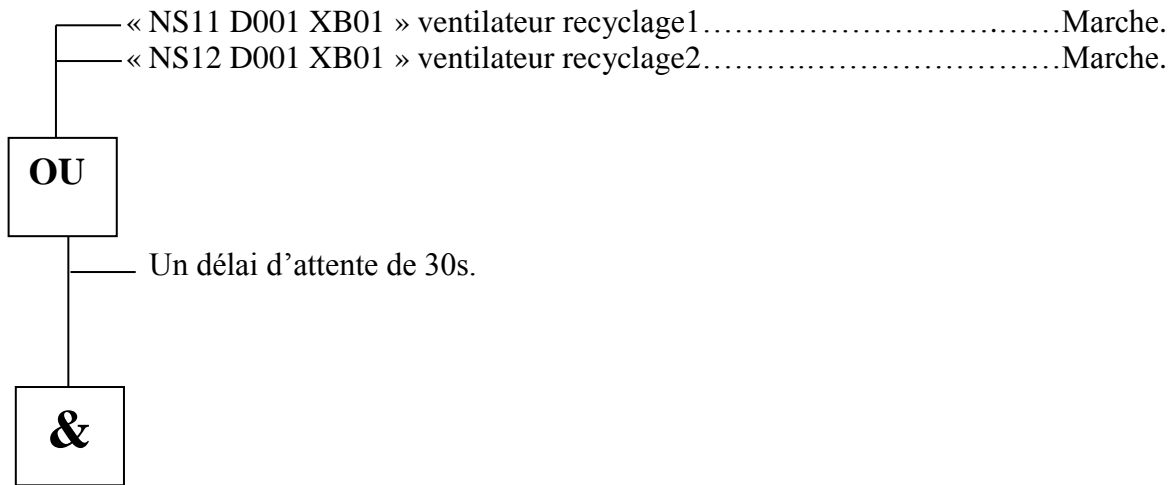 « NS11 D001 XB01 » ventilateur recyclage1……………………….……Marche.
« NS12 D001 XB01 » ventilateur recyclage2……….…………………………Marche.
OU
Un délai d’attente de 30s.
&